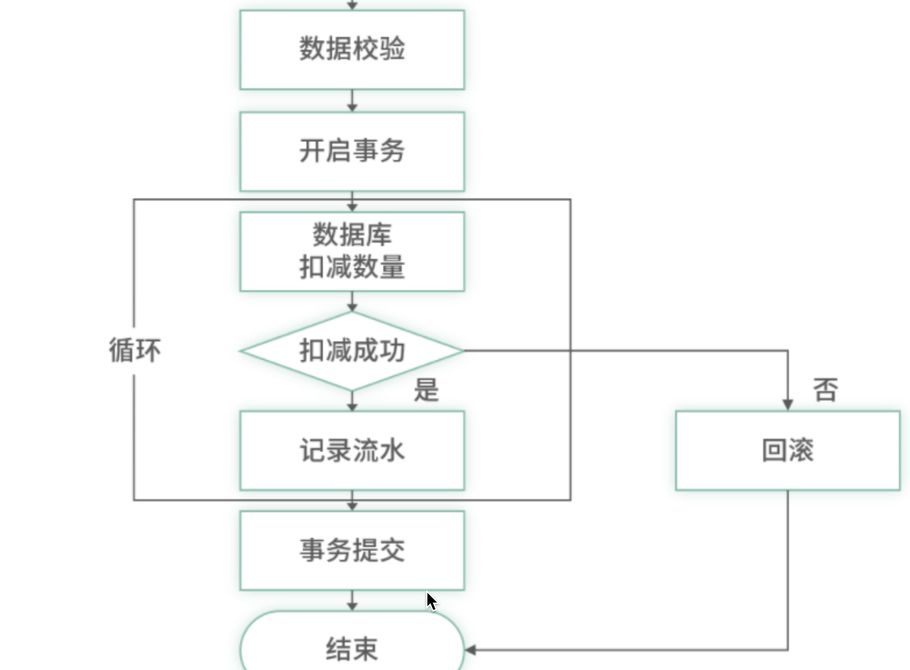 数据校验
开启事务
数据库
扣减数量
循环
扣减成功
是
否
记录流水
回滚
事务提交
结束